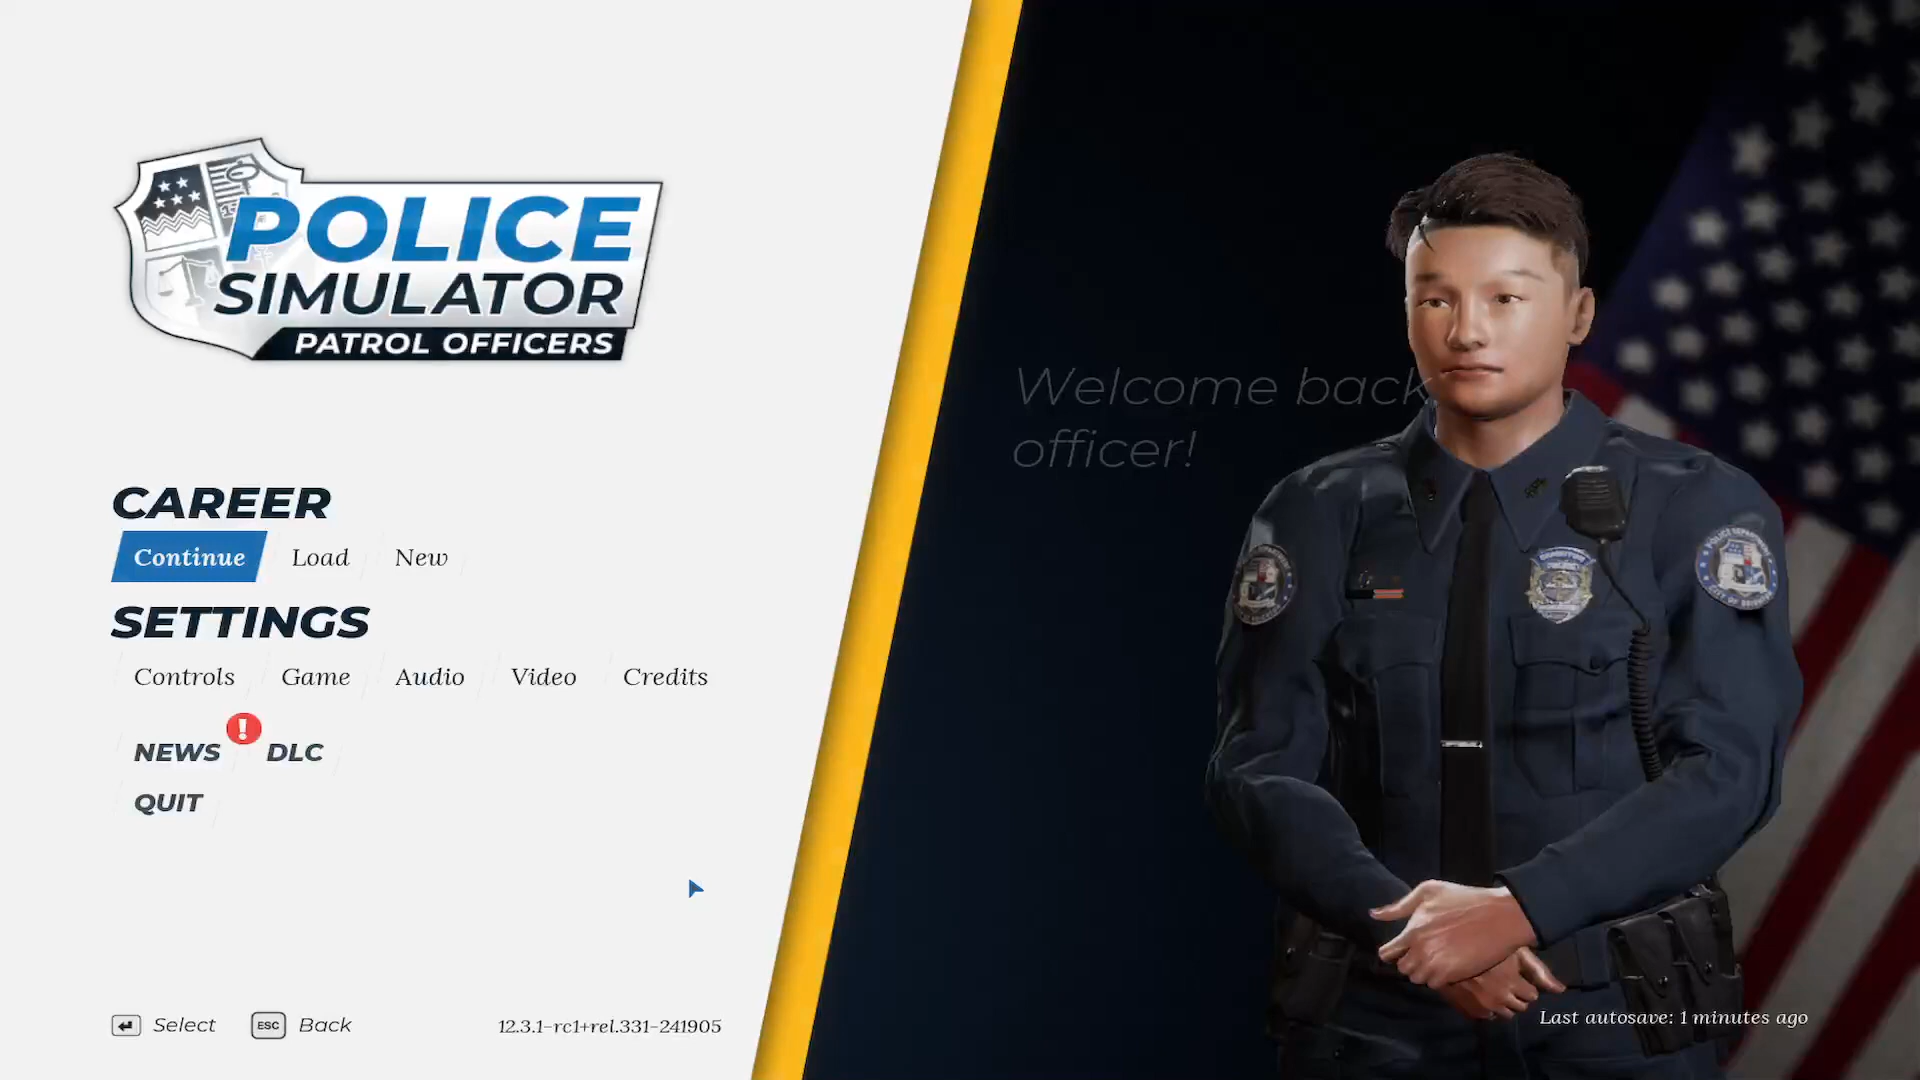 POLICE
SIMULATOR
PATROL OFFICERS
Welcome back,
officer!
CAREER
Continue Load New
SETTINGS
Controls Game Audio Video Credits
NEWS ! DLC
QUIT
Select ESC Back 12.3.1-rc1+rel.331-241905
Last autosave: 1 minutes ago